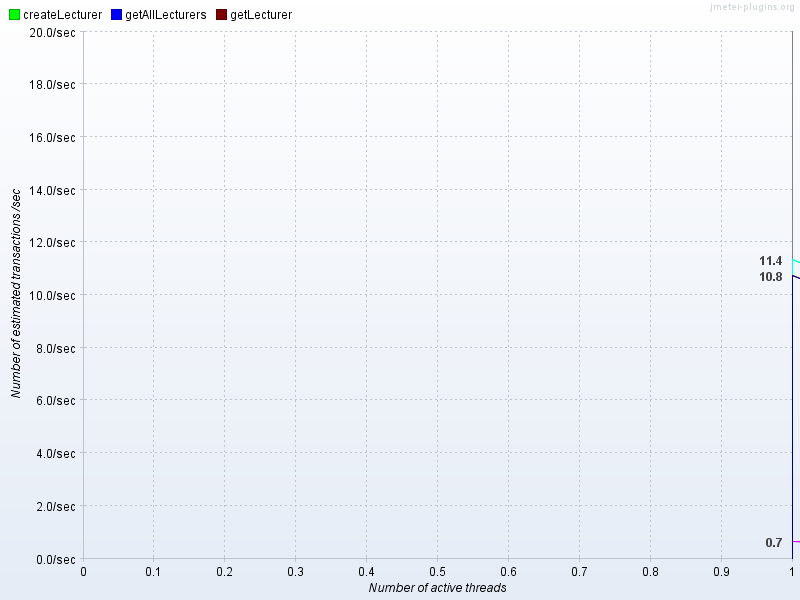 jmeter-plugins.org
createLecturer getAllLecturers getLecturer
20.0/sec
18.0/sec
16.0/sec
14.0/sec
12.0/sec
10.0/sec
8.0/sec
6.0/sec
4.0/sec
2.0/sec
0.0/sec
Number of estimated transactions /sec
11.4
10.8
0.7
0 0.1 0.2 0.3 0.4 0.5 0.6 0.7 0.8 0.9 1
Number of active threads